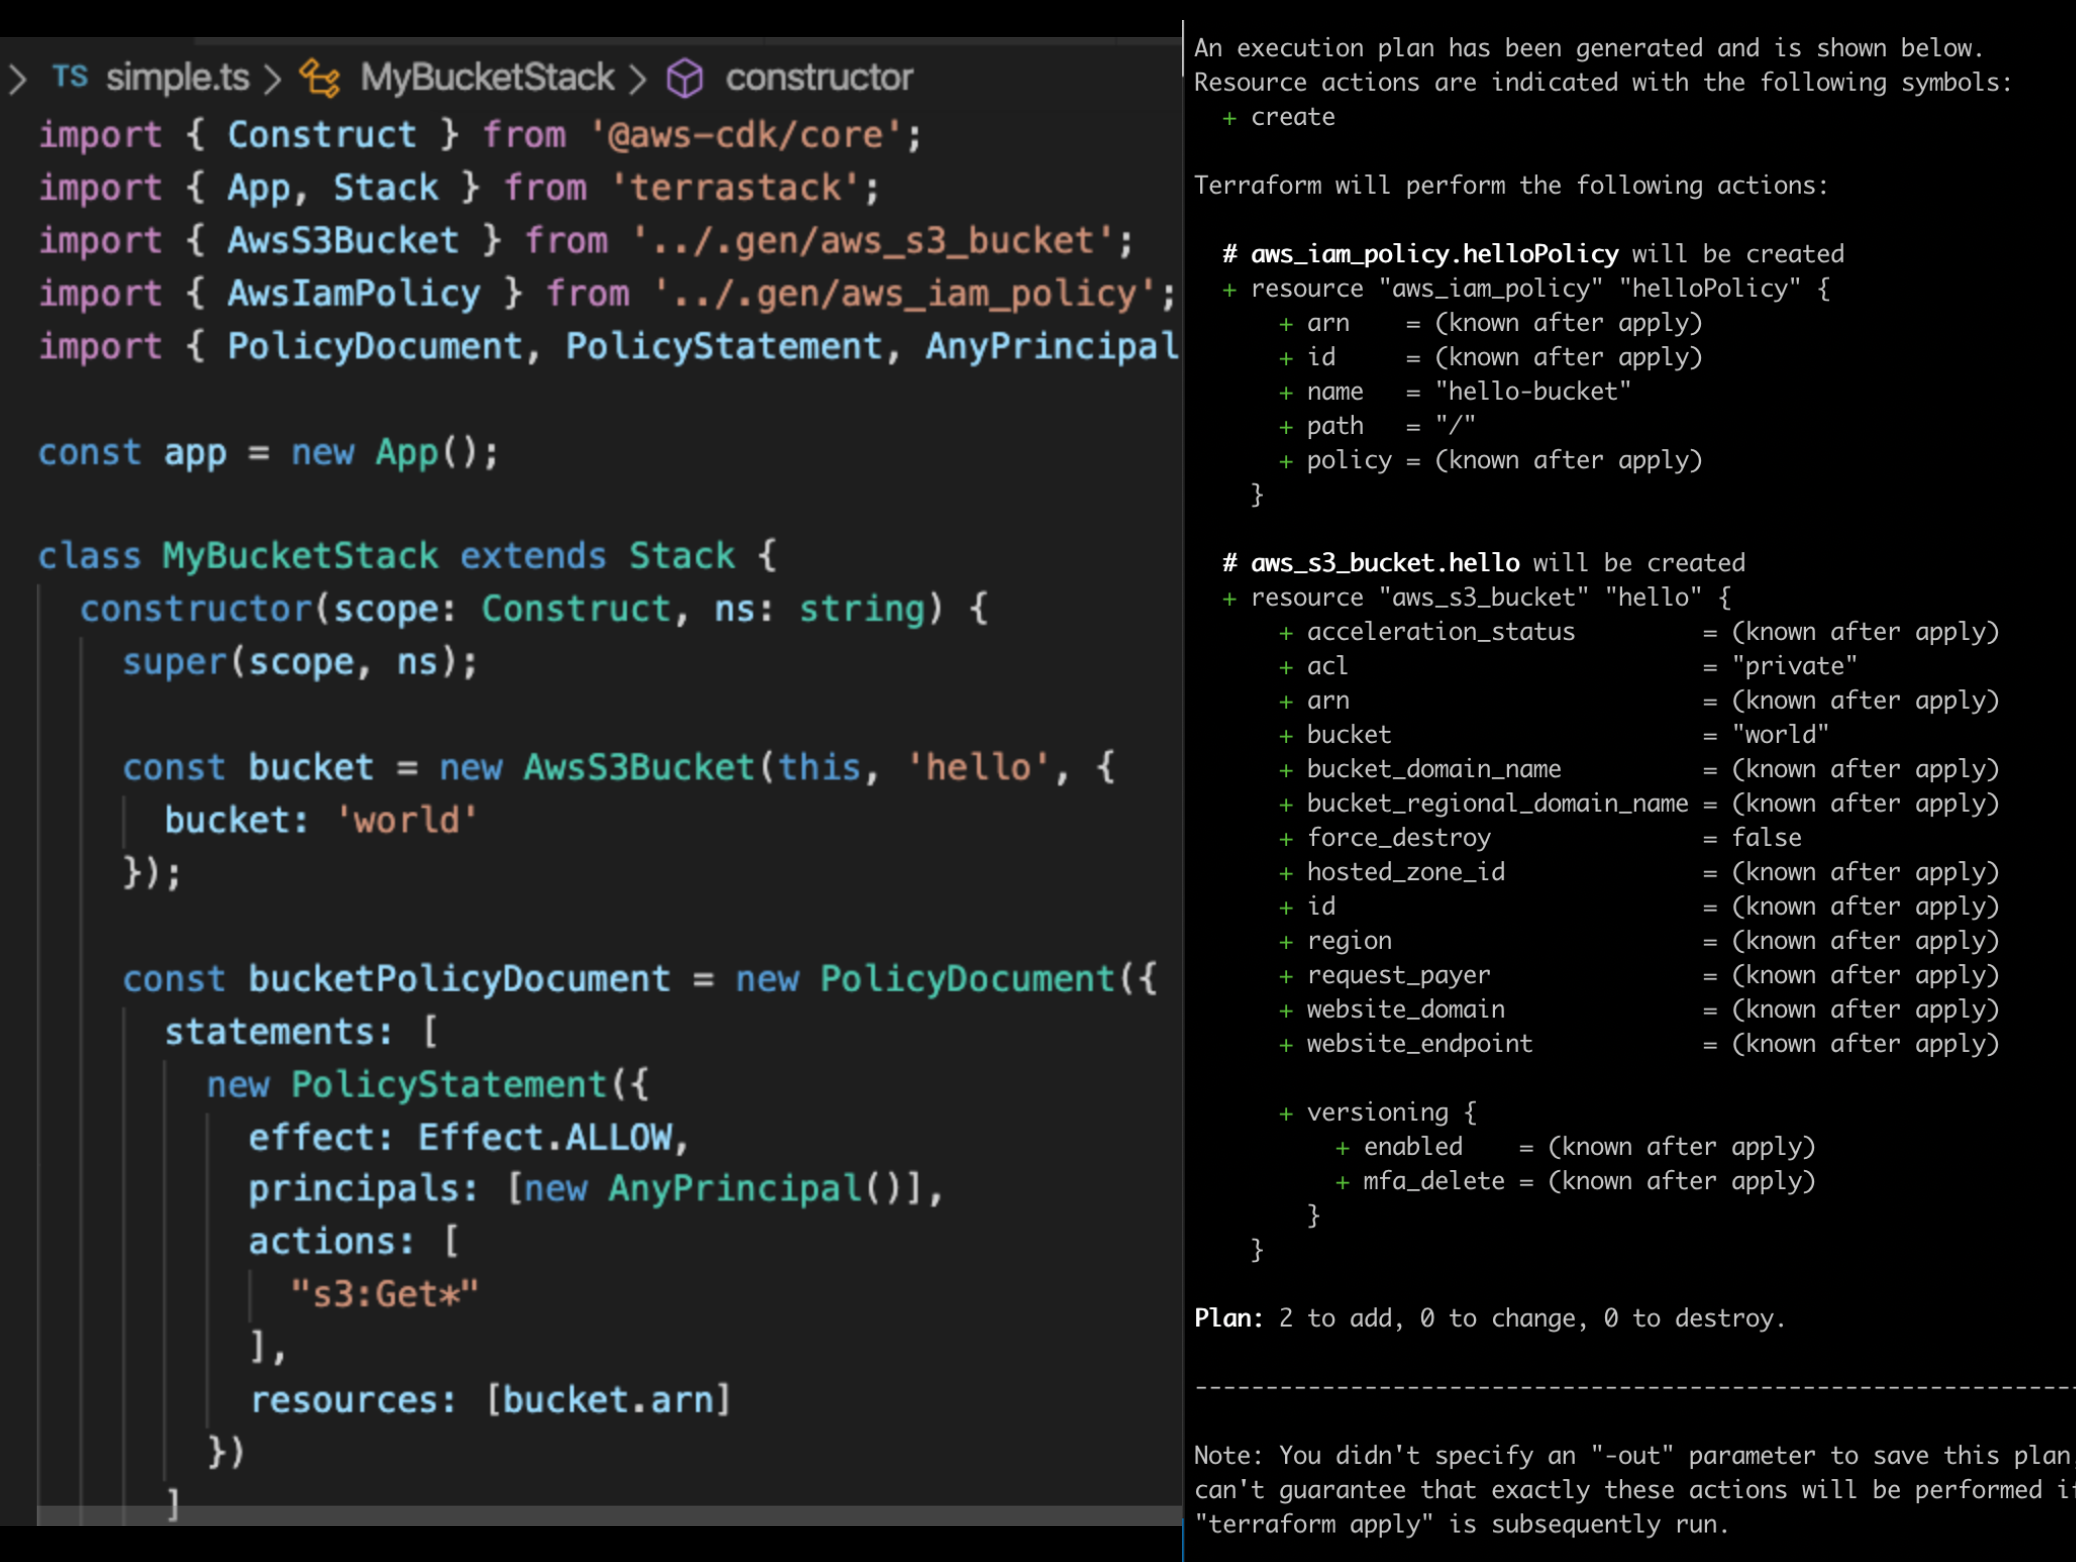 TS simple.ts > MyBucketStack > constructor
import { Construct } from '@aws-cdk/core';
import { App, Stack } from 'terrastack';
import { AwsS3Bucket } from '../.gen/aws_s3_bucket';
import { AwsIamPolicy } from '../.gen/aws_iam_policy';
import { PolicyDocument, PolicyStatement, AnyPrincipal
const app = new App();
class MyBucketStack extends Stack {
constructor(scope: Construct, ns: string) {
super(scope, ns);
const bucket = new AwsS3Bucket(this, 'hello', {
bucket: 'world'
});
const bucketPolicyDocument = new PolicyDocument({
statements: [
new PolicyStatement({
effect: Effect.ALLOW,
principals: [new AnyPrincipal()],
actions: [
"s3:Get*"
],
resources: [bucket.arn]
})
]
An execution plan has been generated and is shown below.
Resource actions are indicated with the following symbols:
+ create
Terraform will perform the following actions:
# aws_iam_policy.helloPolicy will be created
+ resource "aws_iam_policy" "helloPolicy" {
+ arn    = (known after apply)
+ id     = (known after apply)
+ name   = "hello-bucket"
+ path   = "/"
+ policy = (known after apply)
}
# aws_s3_bucket.hello will be created
+ resource "aws_s3_bucket" "hello" {
+ acceleration_status         = (known after apply)
+ acl                         = "private"
+ arn                         = (known after apply)
+ bucket                      = "world"
+ bucket_domain_name          = (known after apply)
+ bucket_regional_domain_name = (known after apply)
+ force_destroy               = false
+ hosted_zone_id              = (known after apply)
+ id                          = (known after apply)
+ region                      = (known after apply)
+ request_payer               = (known after apply)
+ website_domain              = (known after apply)
+ website_endpoint            = (known after apply)
+ versioning {
+ enabled    = (known after apply)
+ mfa_delete = (known after apply)
}
}
Plan: 2 to add, 0 to change, 0 to destroy.
------------------------------------------------------------------------
Note: You didn't specify an "-out" parameter to save this plan
can't guarantee that exactly these actions will be performed if
"terraform apply" is subsequently run.